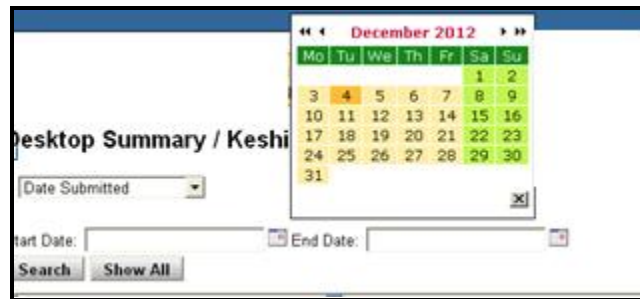 December 2012
Mo Tu We Th Fr Sa Su
1 2
3 4 5 6 7 8 9
10 11 12 13 14 15 16
17 18 19 20 21 22 23
24 25 26 27 28 29 30
31
Desktop Summary / Keshi
Date Submitted
tart Date: End Date:
Search Show All